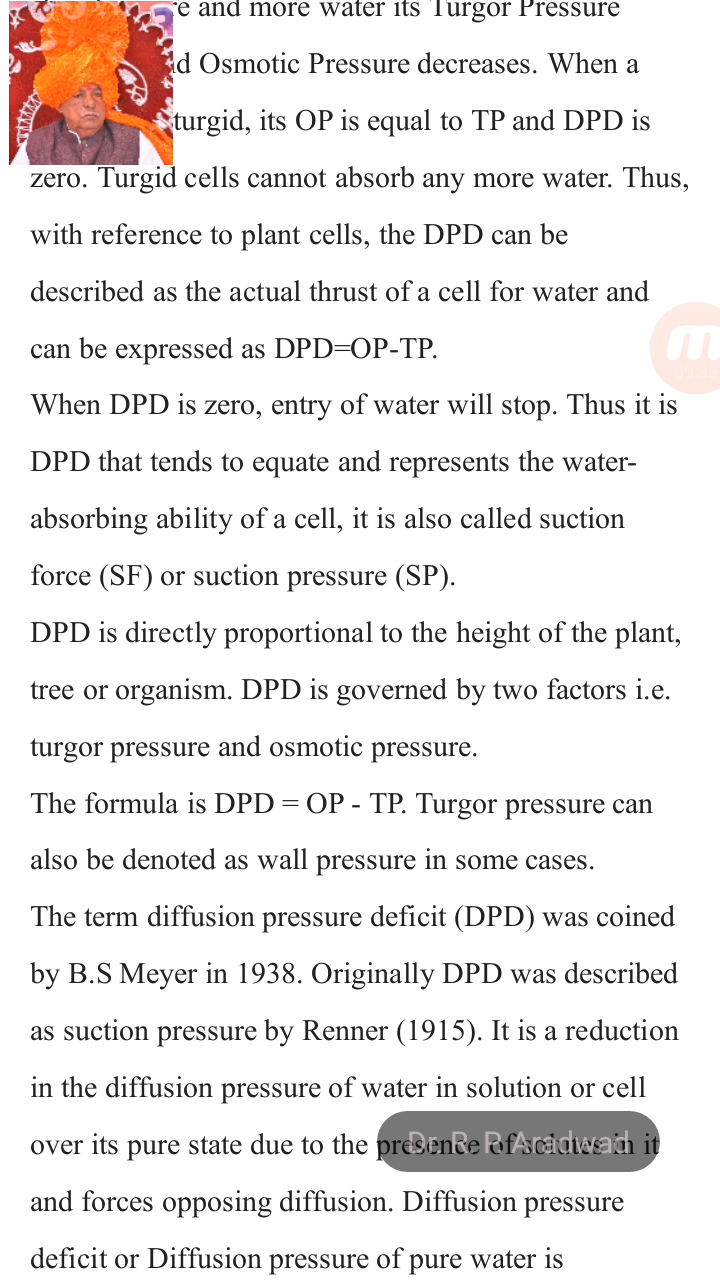 re and more water its Turgor Pressure
d Osmotic Pressure decreases. When a
turgid, its OP is equal to TP and DPD is
zero. Turgid cells cannot absorb any more water. Thus,
with reference to plant cells, the DPD can be
described as the actual thrust of a cell for water and
can be expressed as DPD=OP-TP.
When DPD is zero, entry of water will stop. Thus it is
DPD that tends to equate and represents the water-
absorbing ability of a cell, it is also called suction
force (SF) or suction pressure (SP).
DPD is directly proportional to the height of the plant,
tree or organism. DPD is governed by two factors i.e.
turgor pressure and osmotic pressure.
The formula is DPD = OP - TP. Turgor pressure can
also be denoted as wall pressure in some cases.
The term diffusion pressure deficit (DPD) was coined
by B.S Meyer in 1938. Originally DPD was described
as suction pressure by Renner (1915). It is a reduction
in the diffusion pressure of water in solution or cell
over its pure state due to the presence of solutes in it
Dr. R. P. Aradwad
and forces opposing diffusion. Diffusion pressure
deficit or Diffusion pressure of pure water is